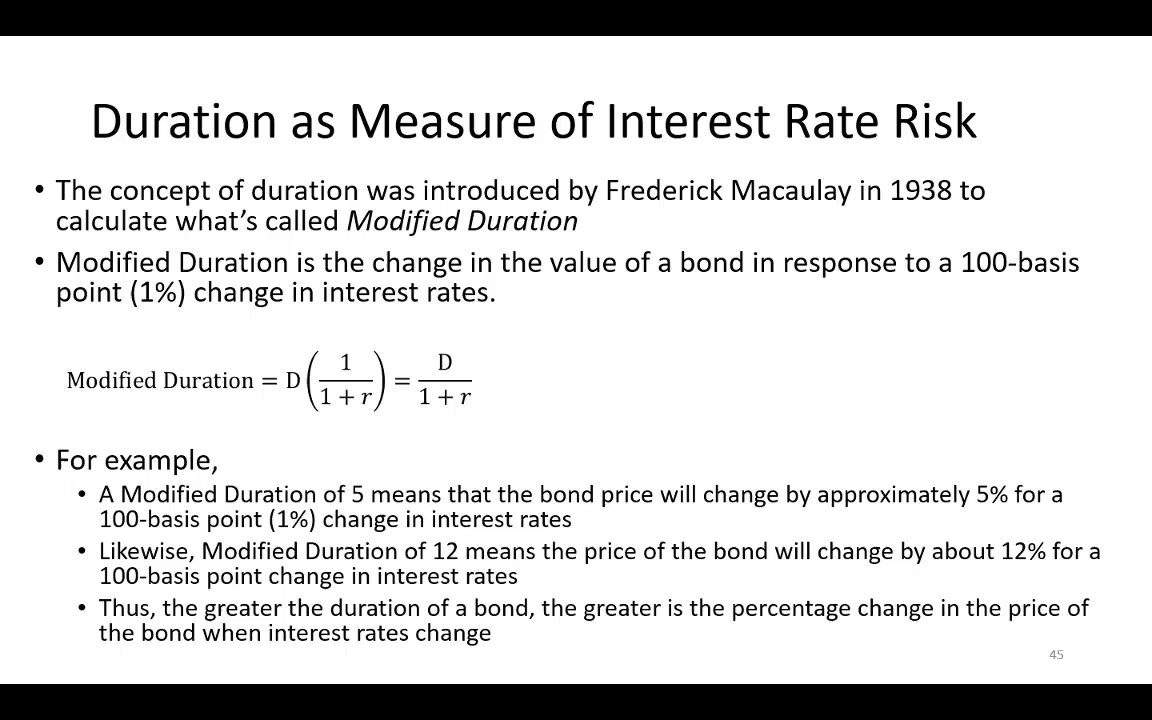 Duration as Measure of Interest Rate Risk
• The concept of duration was introduced by Frederick Macaulay in 1938 to
calculate what’s called Modified Duration
• Modified Duration is the change in the value of a bond in response to a 100-basis
point (1%) change in interest rates.
Modified Duration = D(1/(1 + r)) = D/(1 + r)
• For example,
• A Modified Duration of 5 means that the bond price will change by approximately 5% for a
100-basis point (1%) change in interest rates
• Likewise, Modified Duration of 12 means the price of the bond will change by about 12% for a
100-basis point change in interest rates
• Thus, the greater the duration of a bond, the greater is the percentage change in the price of
the bond when interest rates change
45